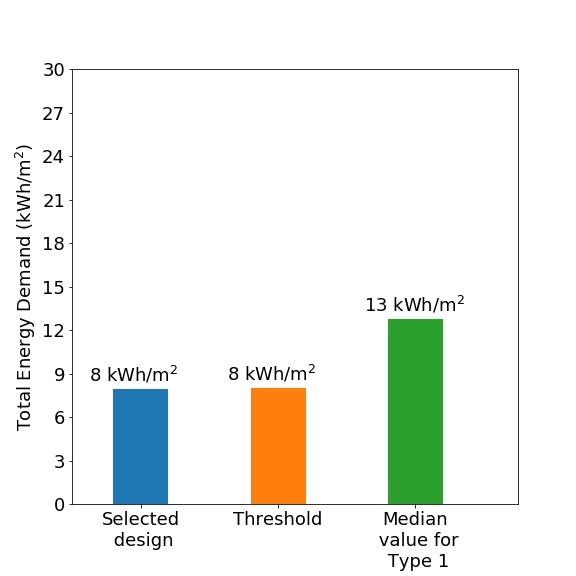 Total Energy Demand (kWh/m²)
30
27
24
21
18
15
12
9
6
3
0
8 kWh/m²
8 kWh/m²
13 kWh/m²
Selected
design
Threshold
Median
value for
Type 1